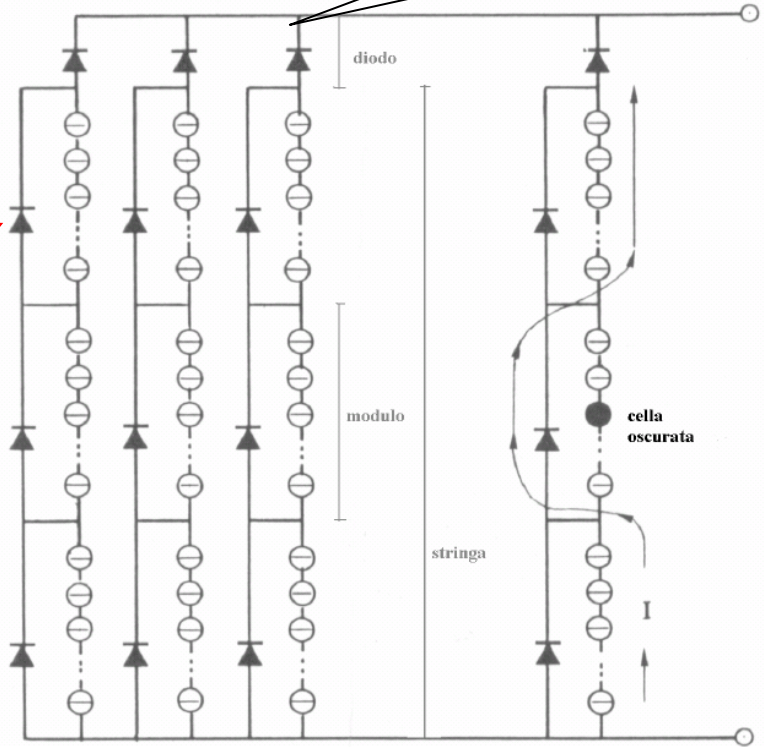 diodo
modulo
cella
oscurata
stringa
I